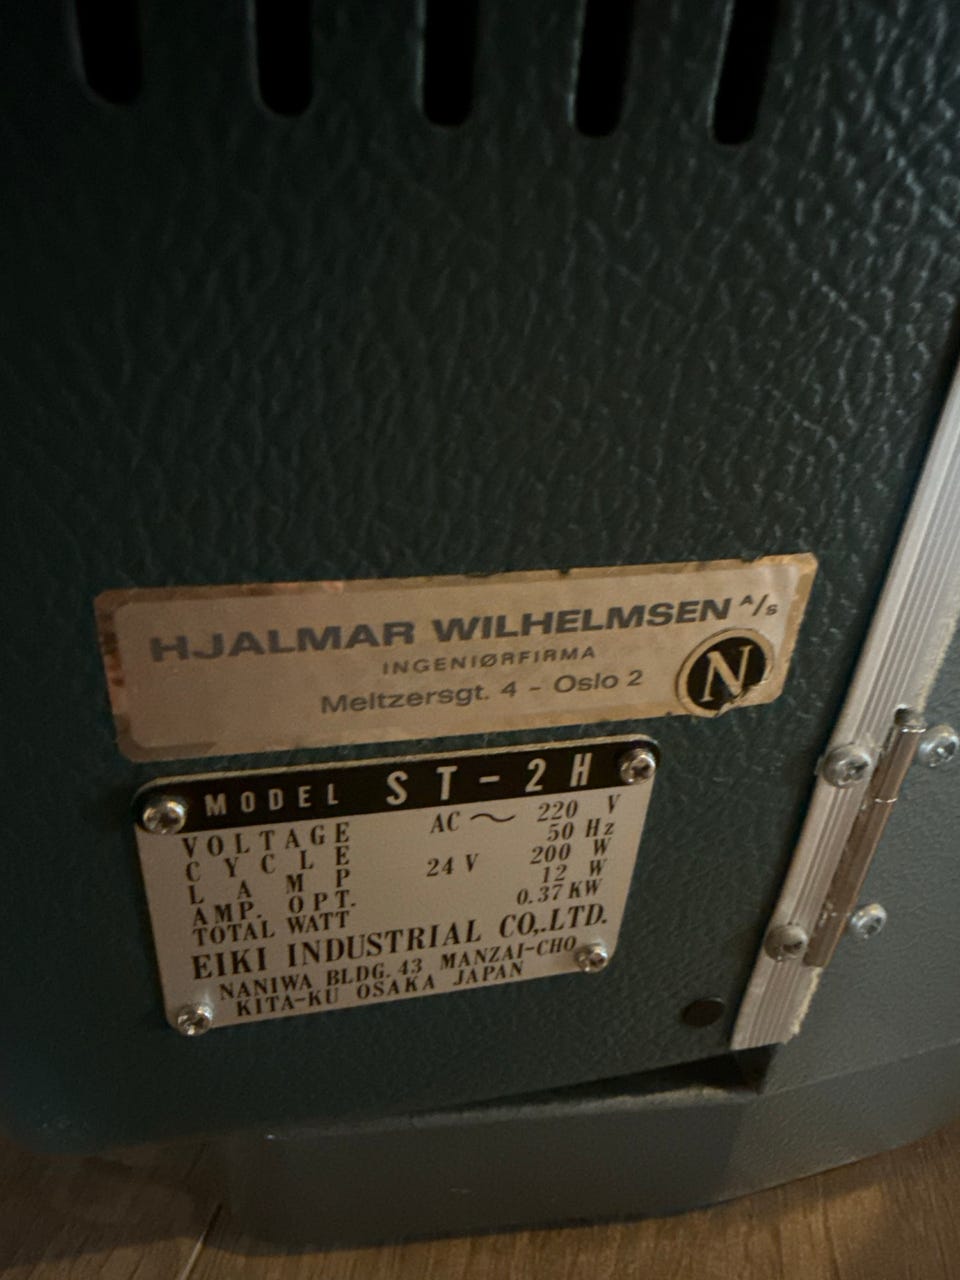 HJALMAR WILHELMSEN A/S
INGENIØRFIRMA
Meltzersgt. 4 - Oslo 2
N
MODEL ST-2H
VOLTAGE AC ~ 220 V
CYCLE 50 Hz
LAMP 24 V 200 W
AMP. OPT. 12 W
TOTAL WATT 0.37 KW
EIKI INDUSTRIAL CO,.LTD.
NANIWA BLDG. 43 MANZAI-CHO
KITA-KU OSAKA JAPAN